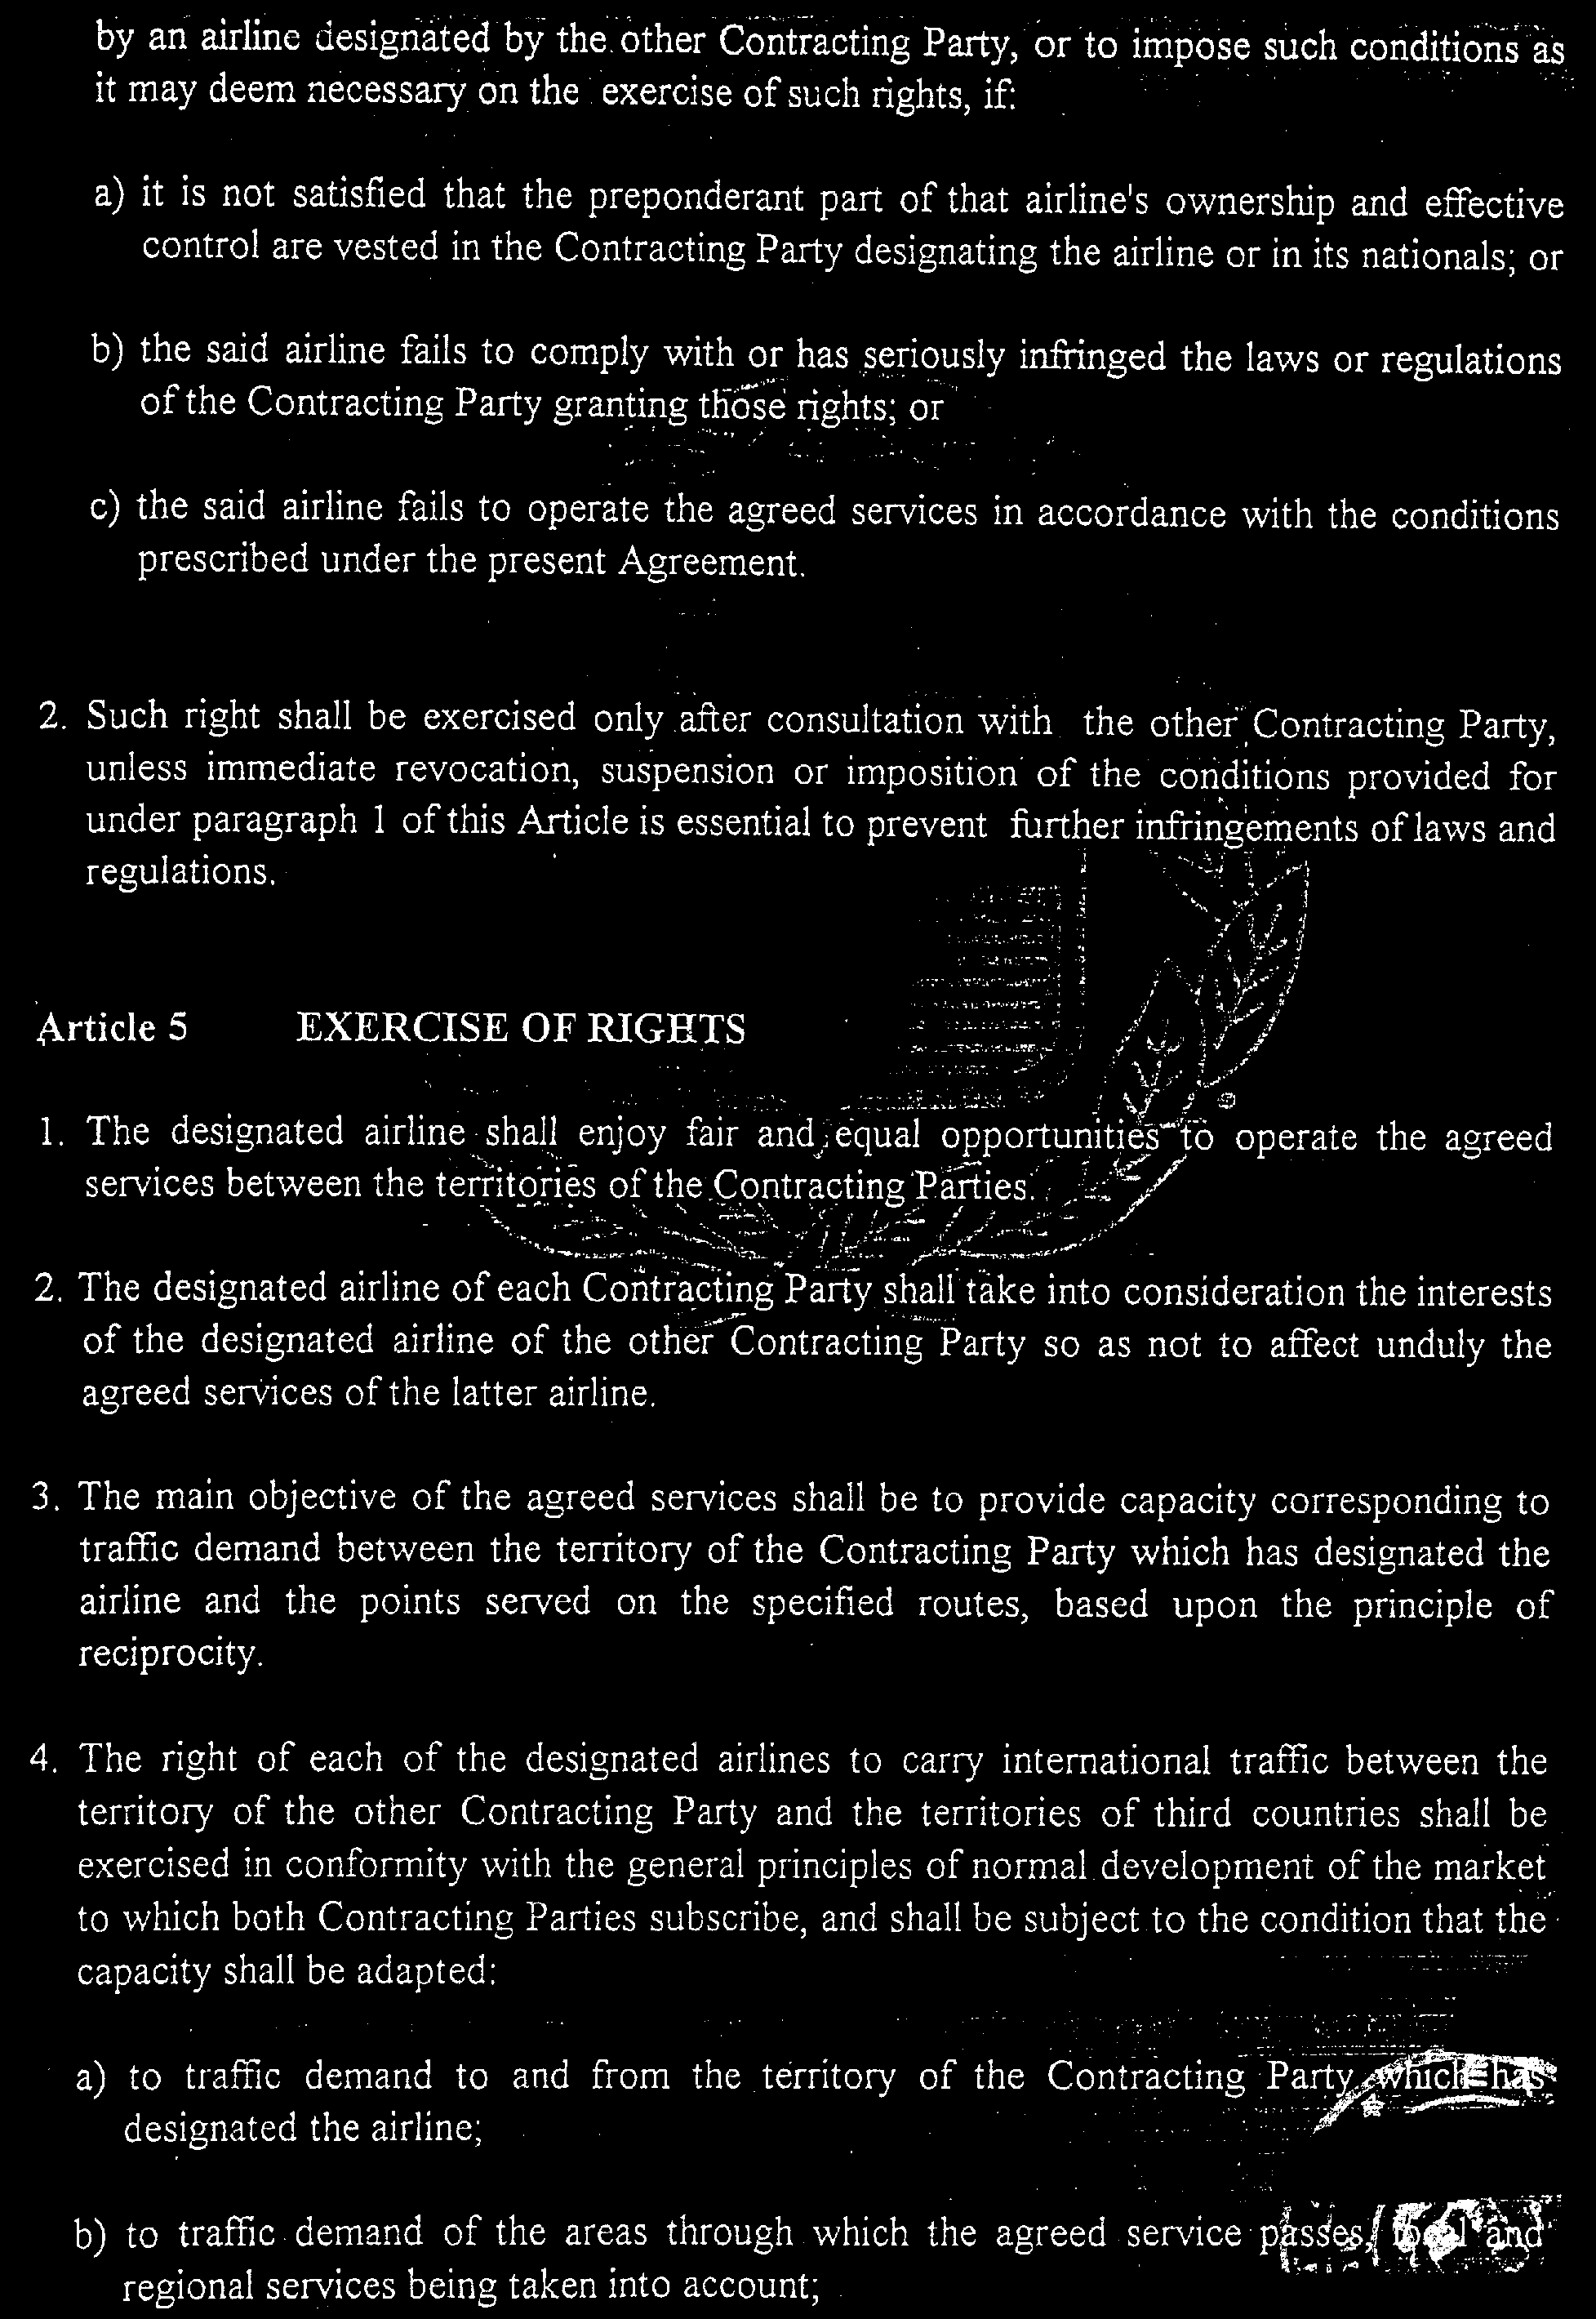 by an airline designated by the other Contracting Party, or to impose such conditions as
it may deem necessary on the exercise of such rights, if:
a) it is not satisfied that the preponderant part of that airline's ownership and effective
control are vested in the Contracting Party designating the airline or in its nationals; or
b) the said airline fails to comply with or has seriously infringed the laws or regulations
of the Contracting Party granting those rights; or
c) the said airline fails to operate the agreed services in accordance with the conditions
prescribed under the present Agreement.
2. Such right shall be exercised only after consultation with the other Contracting Party,
unless immediate revocation, suspension or imposition of the conditions provided for
under paragraph 1 of this Article is essential to prevent further infringements of laws and
regulations.
Article 5 EXERCISE OF RIGHTS
1. The designated airline shall enjoy fair and equal opportunities to operate the agreed
services between the territories of the Contracting Parties.
2. The designated airline of each Contracting Party shall take into consideration the interests
of the designated airline of the other Contracting Party so as not to affect unduly the
agreed services of the latter airline.
3. The main objective of the agreed services shall be to provide capacity corresponding to
traffic demand between the territory of the Contracting Party which has designated the
airline and the points served on the specified routes, based upon the principle of
reciprocity.
4. The right of each of the designated airlines to carry international traffic between the
territory of the other Contracting Party and the territories of third countries shall be
exercised in conformity with the general principles of normal development of the market
to which both Contracting Parties subscribe, and shall be subject to the condition that the
capacity shall be adapted:
a) to traffic demand to and from the territory of the Contracting Party which has
designated the airline;
b) to traffic demand of the areas through which the agreed service passes, local and
regional services being taken into account;